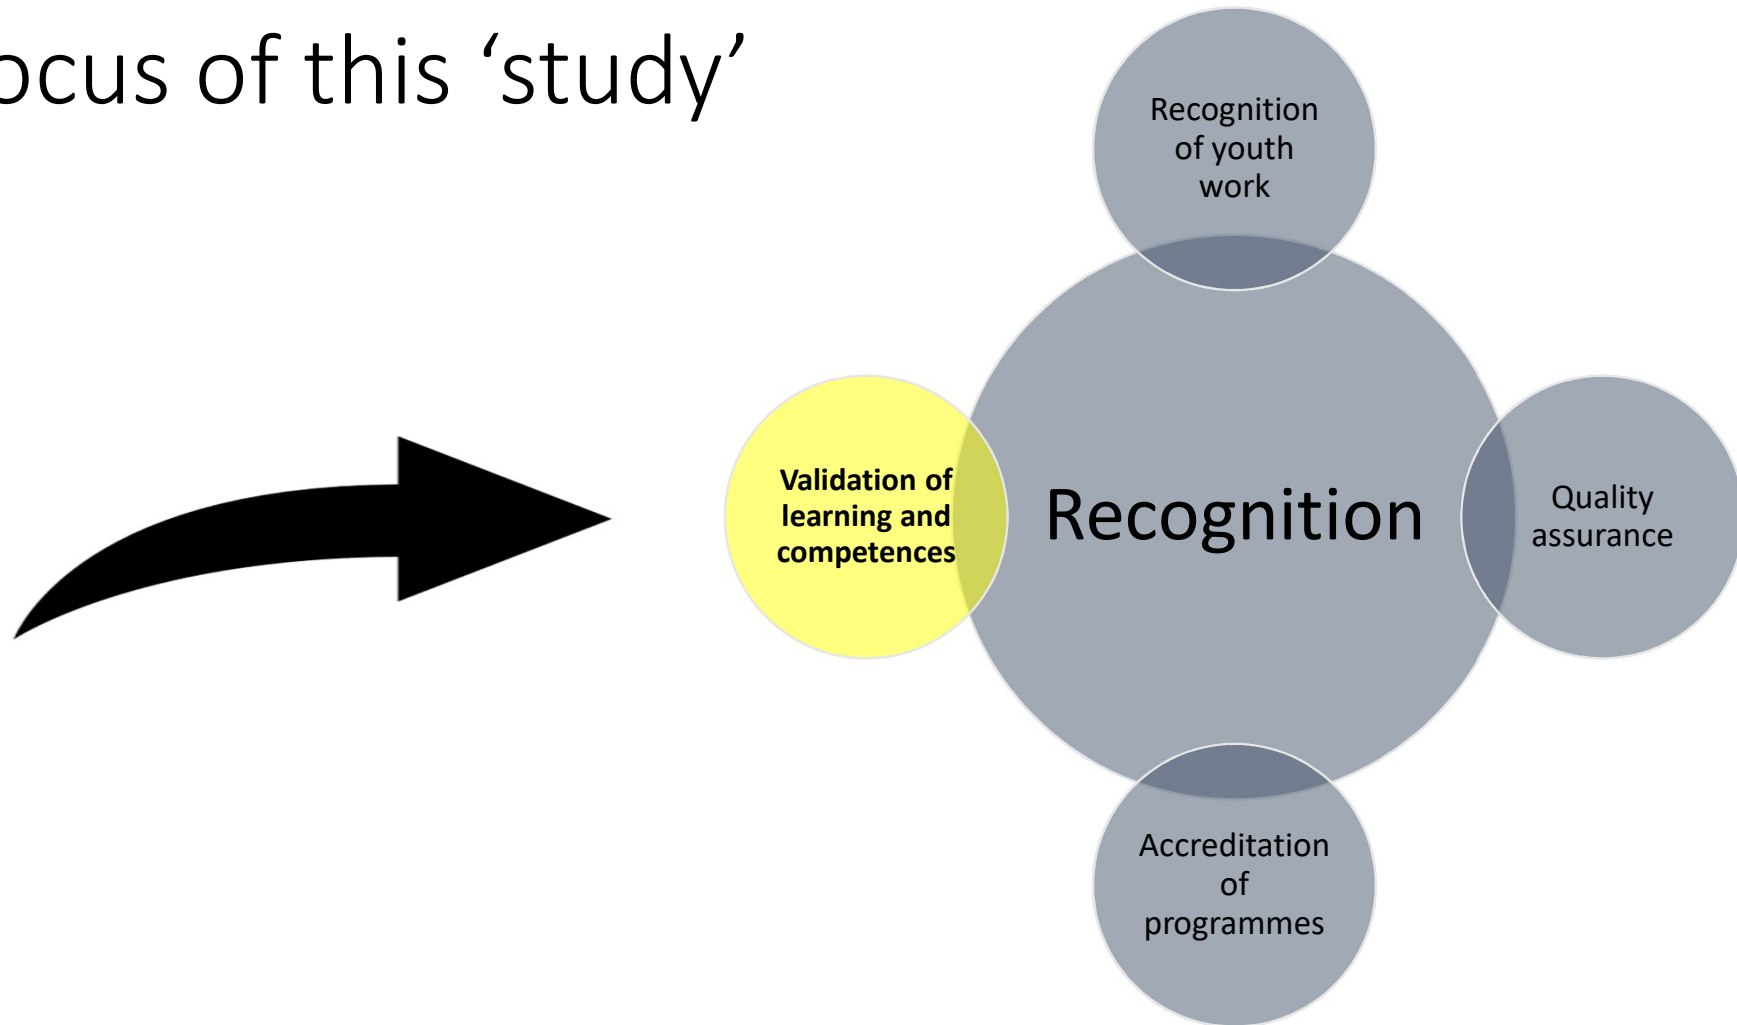 ocus of this ‘study’
Recognition
of youth
work
Validation of
learning and
competences
Recognition
Quality
assurance
Accreditation
of
programmes